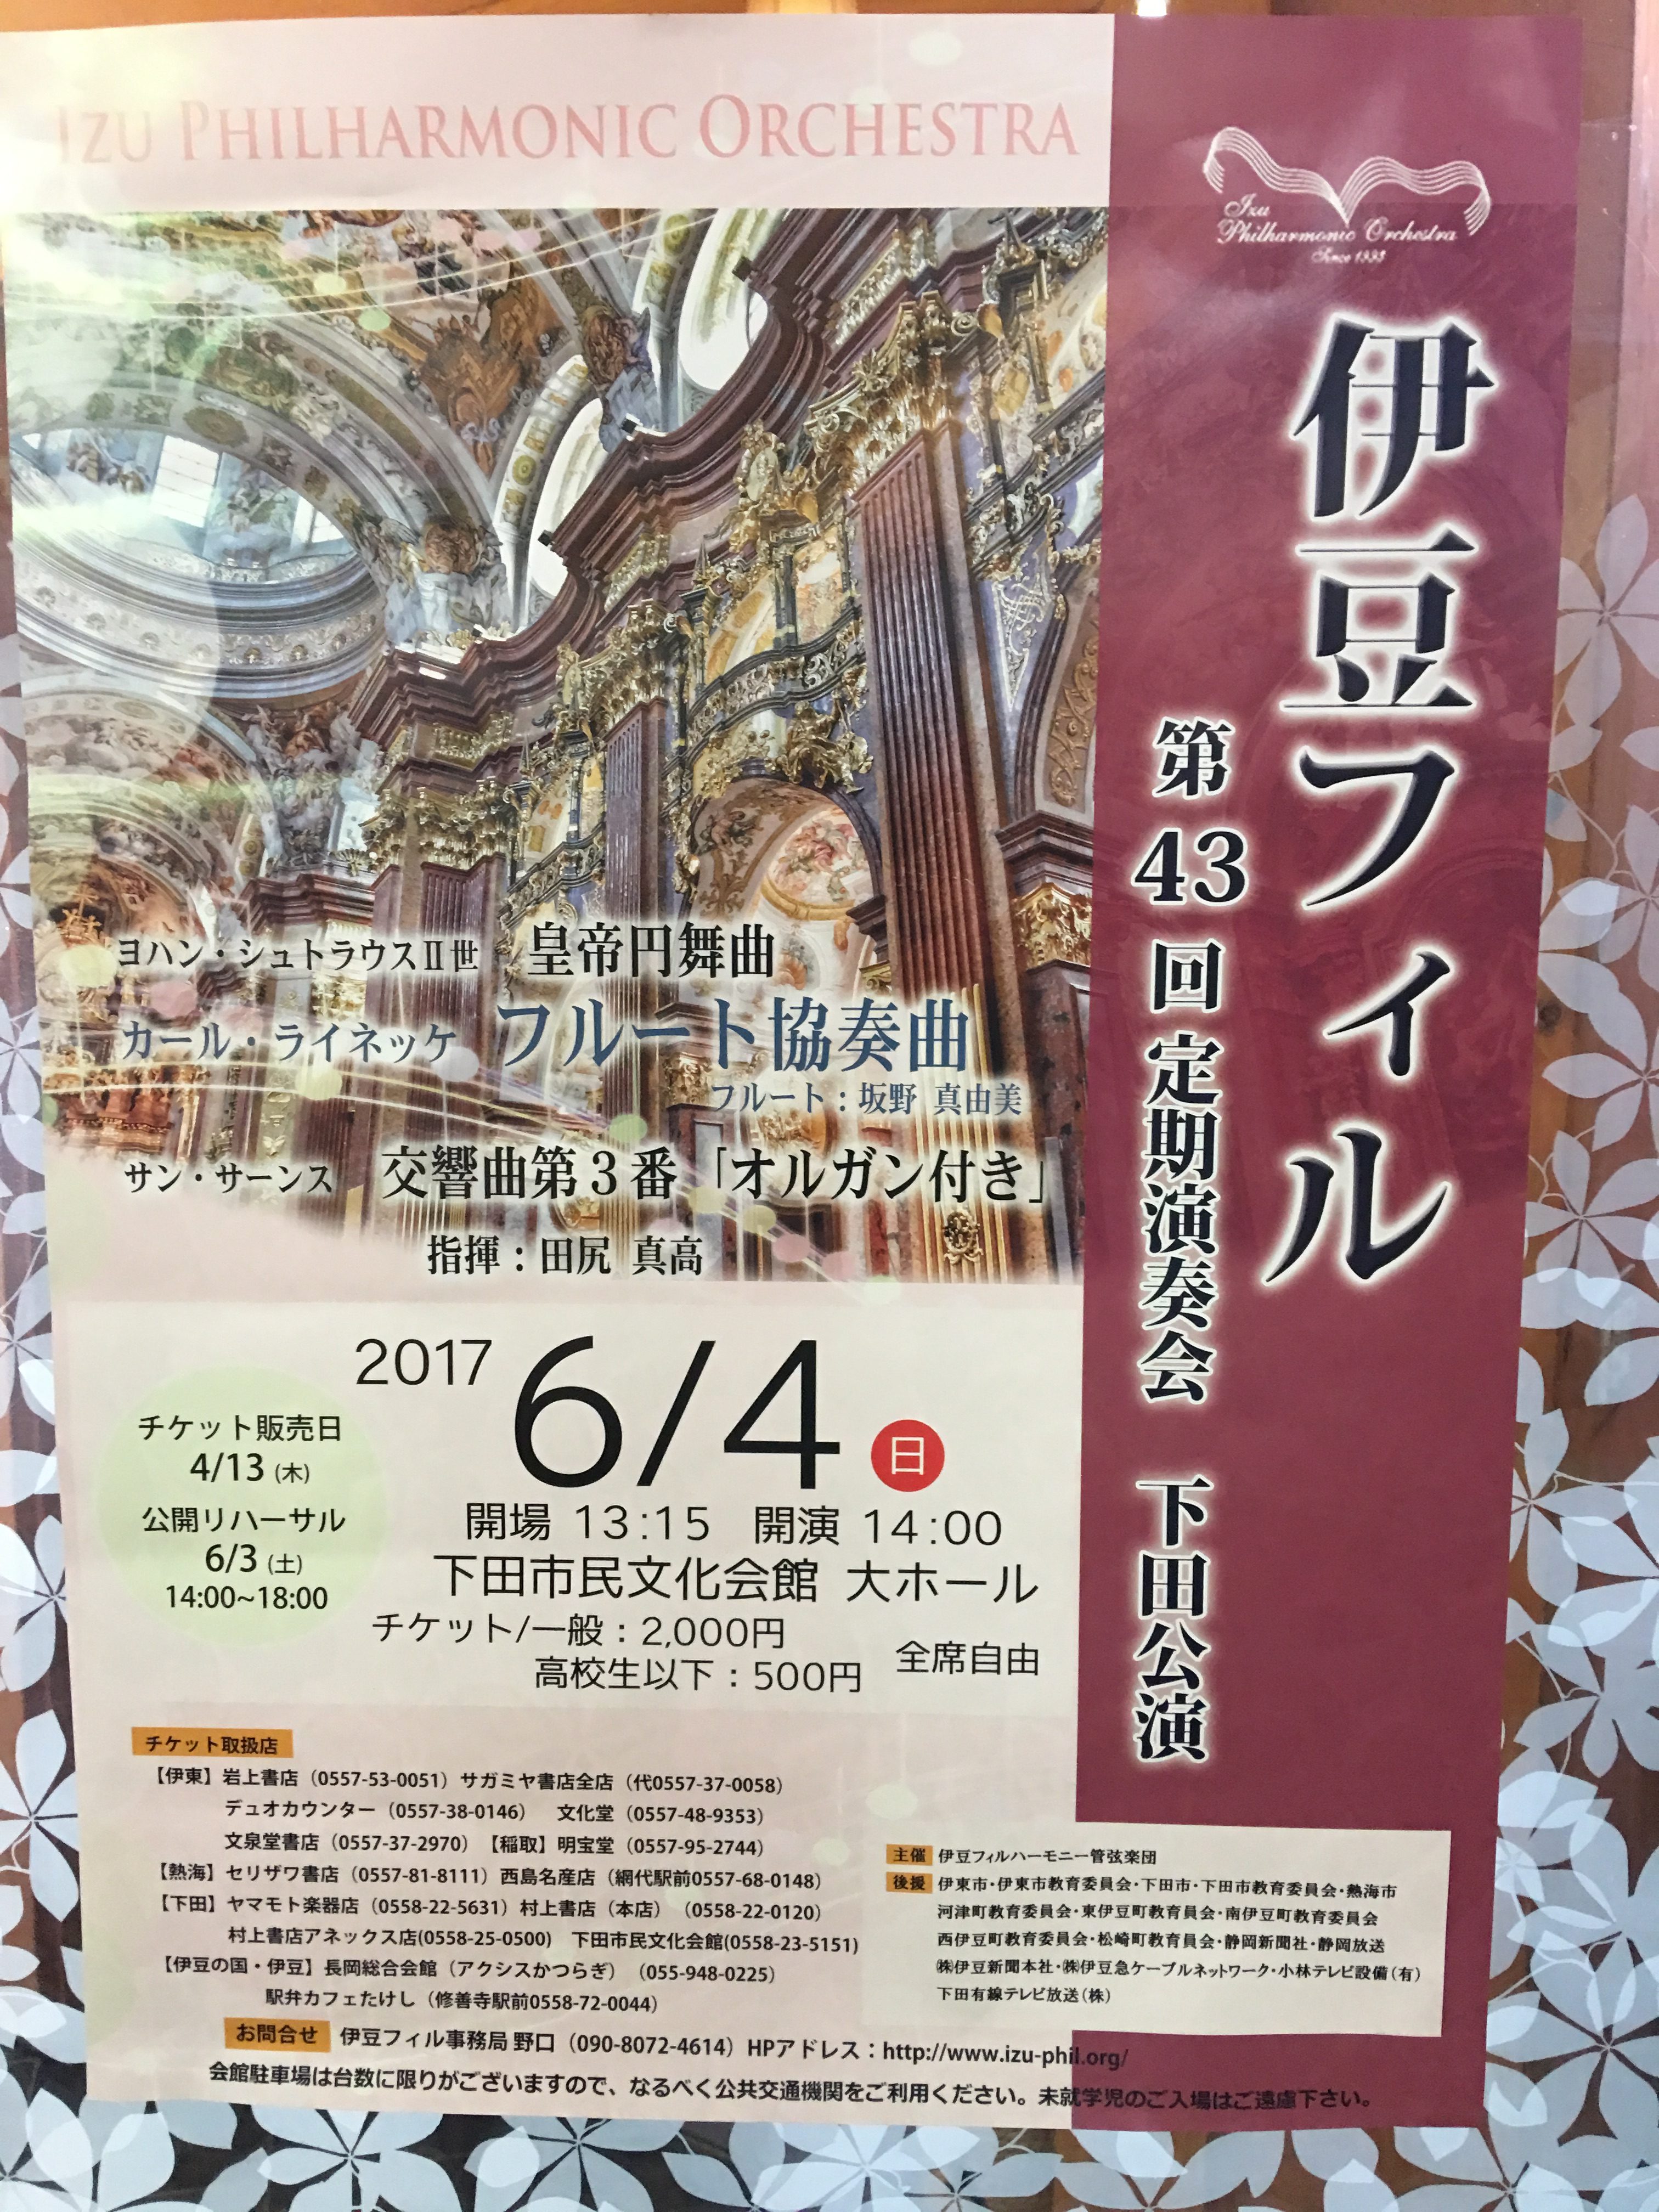 IZU PHILHARMONIC ORCHESTRA
Izu
Philharmonic Orchestra
伊豆フィル
第43回 定期演奏会 下田公演
ヨハン・シュトラウスⅡ世 皇帝円舞曲
カール・ライネッケ フルート協奏曲
フルート：坂野 真由美
サン・サーンス 交響曲第３番「オルガン付き」
指揮：田尻 真高
2017 6/4 日
チケット販売日
4/13 (木)
公開リハーサル
6/3 (土)
14:00~18:00
開場 13:15 開演 14:00
下田市民文化会館 大ホール
チケット/一般：2,000円
高校生以下：500円
全席自由
チケット取扱店
【伊東】岩上書店（0557-53-0051）サガミヤ書店全店（代0557-37-0058）
デュオカウンター（0557-38-0146） 文化堂（0557-48-9353）
文泉堂書店（0557-37-2970）【稲取】明宝堂（0557-95-2744）
【熱海】セリザワ書店（0557-81-8111）西島名産店（網代駅前0557-68-0148）
【下田】ヤマモト楽器店（0558-22-5631）村上書店（本店）（0558-22-0120）
村上書店アネックス店(0558-25-0500) 下田市民文化会館(0558-23-5151)
【伊豆の国・伊豆】長岡総合会館（アクシスかつらぎ）（055-948-0225）
駅弁カフェたけし（修善寺駅前0558-72-0044）
主催 伊豆フィルハーモニー管弦楽団
後援 伊東市・伊東市教育委員会・下田市・下田市教育委員会・熱海市
河津町教育委員会・東伊豆町教育員会・南伊豆町教育委員会
西伊豆町教育委員会・松崎町教育員会・静岡新聞社・静岡放送
㈱伊豆新聞本社・㈱伊豆急ケーブルネットワーク・小林テレビ設備（有）
下田有線テレビ放送（株）
お問合せ 伊豆フィル事務局 野口（090-8072-4614）HPアドレス：http://www.izu-phil.org/
会館駐車場は台数に限りがございますので、なるべく公共交通機関をご利用ください。未就学児のご入場はご遠慮下さい。